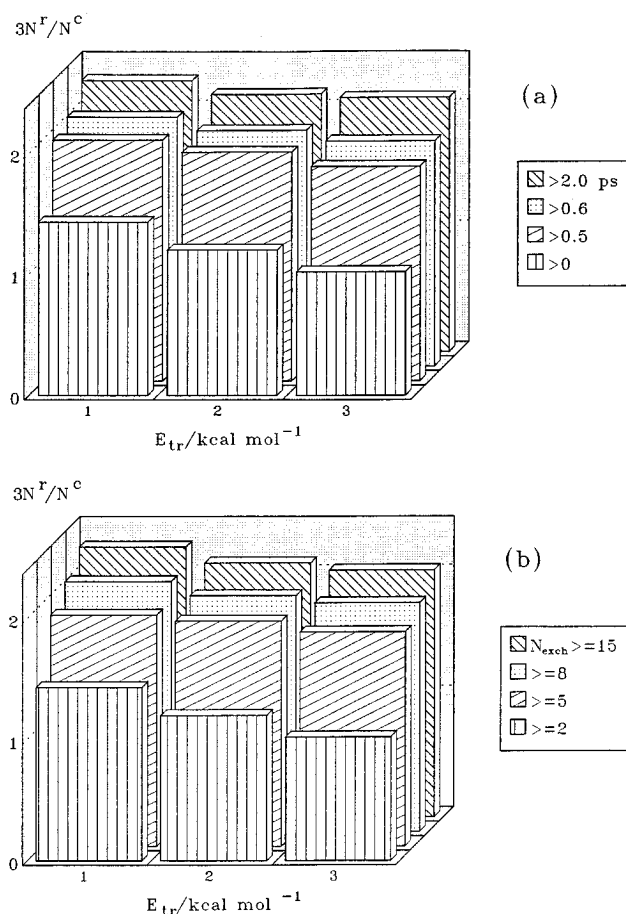 3N^r/N^c
(a)
2
1
0
>2.0 ps
>0.6
>0.5
>0
1 2 3
E_tr/kcal mol^-1
3N^r/N^c
(b)
2
1
0
N_exch>=15
>=8
>=5
>=2
1 2 3
E_tr/kcal mol^-1